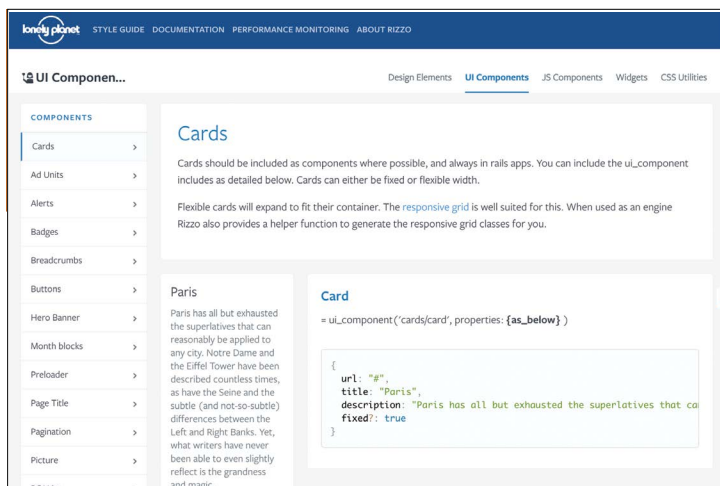 lonely planet STYLE GUIDE DOCUMENTATION PERFORMANCE MONITORING ABOUT RIZZO
UI Componen...
Design Elements UI Components JS Components Widgets CSS Utilities
COMPONENTS
Cards
Ad Units
Alerts
Badges
Breadcrumbs
Buttons
Hero Banner
Month blocks
Preloader
Page Title
Pagination
Picture
Cards
Cards should be included as components where possible, and always in rails apps. You can include the ui_component
includes as detailed below. Cards can either be fixed or flexible width.
Flexible cards will expand to fit their container. The responsive grid is well suited for this. When used as an engine
Rizzo also provides a helper function to generate the responsive grid classes for you.
Paris
Paris has all but exhausted
the superlatives that can
reasonably be applied to
any city. Notre Dame and
the Eiffel Tower have been
described countless times,
as have the Seine and the
subtle (and not-so-subtle)
differences between the
Left and Right Banks. Yet,
what writers have never
been able to even slightly
reflect is the grandness
and magic
Card
= ui_component('cards/card', properties: {as_below} )
{
url: "#",
title: "Paris",
description: "Paris has all but exhausted the superlatives that ca
fixed?: true
}